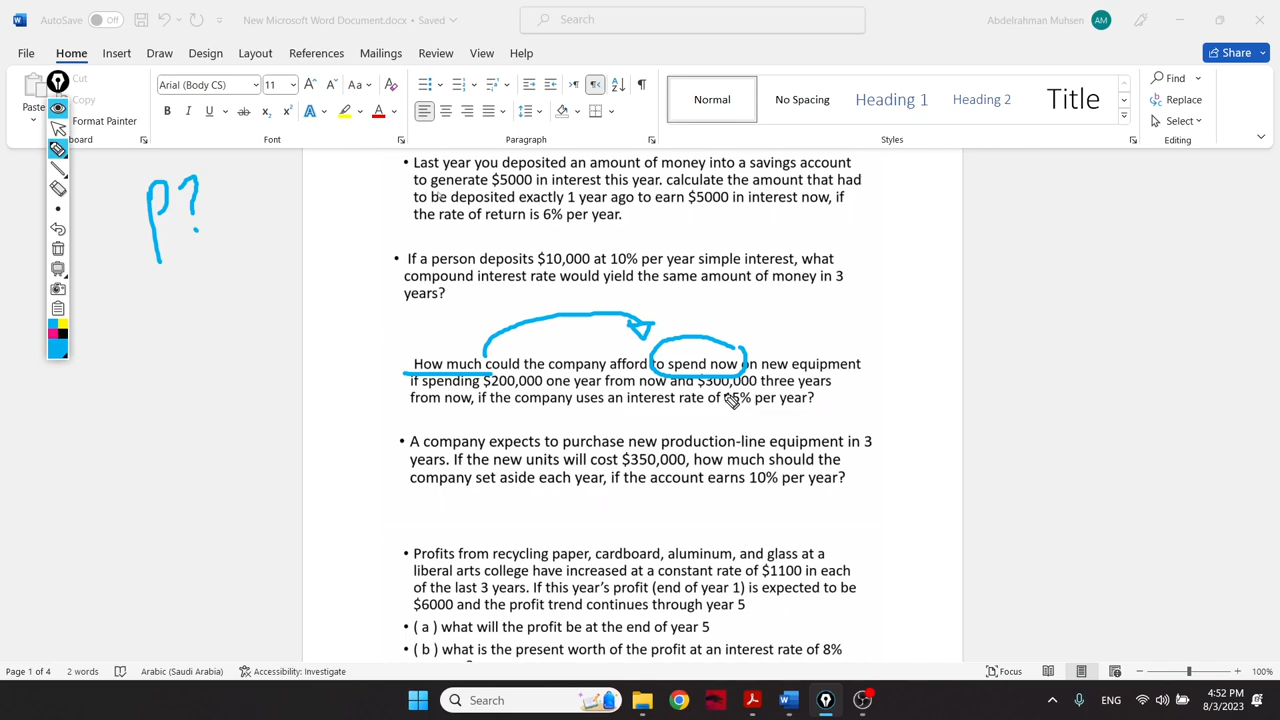 AutoSave
Off
New Microsoft Word Document.docx • Saved
Search
Abdelrahman Muhsen
AM
File
Home
Insert
Draw
Design
Layout
References
Mailings
Review
View
Help
Share
Paste
Cut
Copy
Format Painter
Arial (Body CS)
11
Normal
No Spacing
Heading 1
Heading 2
Title
Find
Replace
Select
board
Font
Paragraph
Styles
Editing
P?
• Last year you deposited an amount of money into a savings account
to generate $5000 in interest this year. calculate the amount that had
to be deposited exactly 1 year ago to earn $5000 in interest now, if
the rate of return is 6% per year.
• If a person deposits $10,000 at 10% per year simple interest, what
compound interest rate would yield the same amount of money in 3
years?
How much could the company afford to spend now on new equipment
if spending $200,000 one year from now and $300,000 three years
from now, if the company uses an interest rate of 5% per year?
• A company expects to purchase new production-line equipment in 3
years. If the new units will cost $350,000, how much should the
company set aside each year, if the account earns 10% per year?
• Profits from recycling paper, cardboard, aluminum, and glass at a
liberal arts college have increased at a constant rate of $1100 in each
of the last 3 years. If this year's profit (end of year 1) is expected to be
$6000 and the profit trend continues through year 5
• ( a ) what will the profit be at the end of year 5
• ( b ) what is the present worth of the profit at an interest rate of 8%
Page 1 of 4
2 words
Arabic (Saudi Arabia)
Accessibility: Investigate
Focus
100%
Search
ENG
4:52 PM
8/3/2023